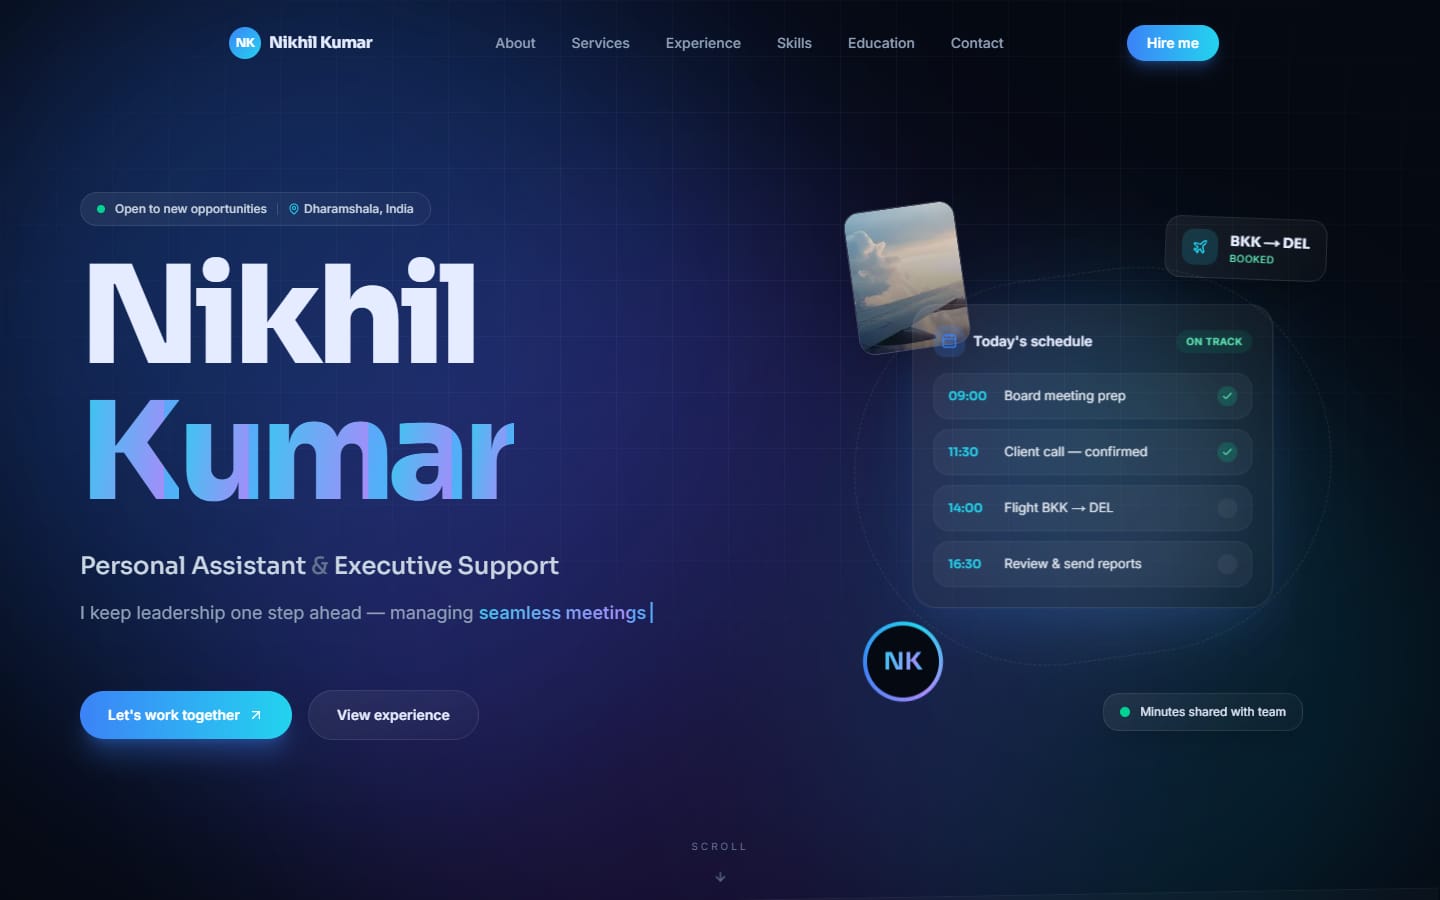 NK Nikhil Kumar
About Services Experience Skills Education Contact
Hire me
Open to new opportunities Dharamshala, India
Nikhil
Kumar
Personal Assistant & Executive Support
I keep leadership one step ahead — managing seamless meetings
Let's work together
View experience
BKK → DEL
BOOKED
Today's schedule
ON TRACK
09:00 Board meeting prep
11:30 Client call — confirmed
14:00 Flight BKK → DEL
16:30 Review & send reports
NK
Minutes shared with team
SCROLL